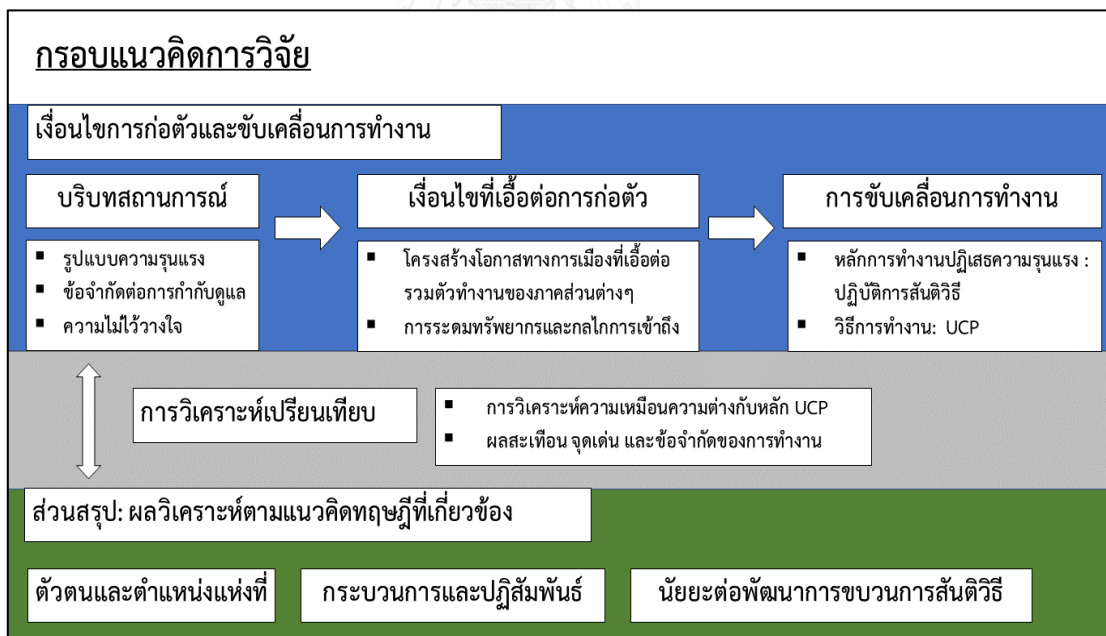 กรอบแนวคิดการวิจัย
เงื่อนไขการก่อตัวและขับเคลื่อนการทำงาน
บริบทสถานการณ์
▪ รูปแบบความรุนแรง
▪ ข้อจำกัดต่อการกำกับดูแล
▪ ความไม่ไว้วางใจ
เงื่อนไขที่เอื้อต่อการก่อตัว
▪ โครงสร้างโอกาสทางการเมืองที่เอื้อต่อ
รวมตัวทำงานของภาคส่วนต่างๆ
▪ การระดมทรัพยากรและกลไกการเข้าถึง
การขับเคลื่อนการทำงาน
▪ หลักการทำงานปฏิเสธความรุนแรง :
ปฏิบัติการสันติวิธี
▪ วิธีการทำงาน: UCP
การวิเคราะห์เปรียนเทียบ
▪ การวิเคราะห์ความเหมือนความต่างกับหลัก UCP
▪ ผลสะเทือน จุดเด่น และข้อจำกัดของการทำงาน
ส่วนสรุป: ผลวิเคราะห์ตามแนวคิดทฤษฎีที่เกี่ยวข้อง
ตัวตนและตำแหน่งแห่งที่
กระบวนการและปฏิสัมพันธ์
นัยยะต่อพัฒนาการขบวนการสันติวิธี